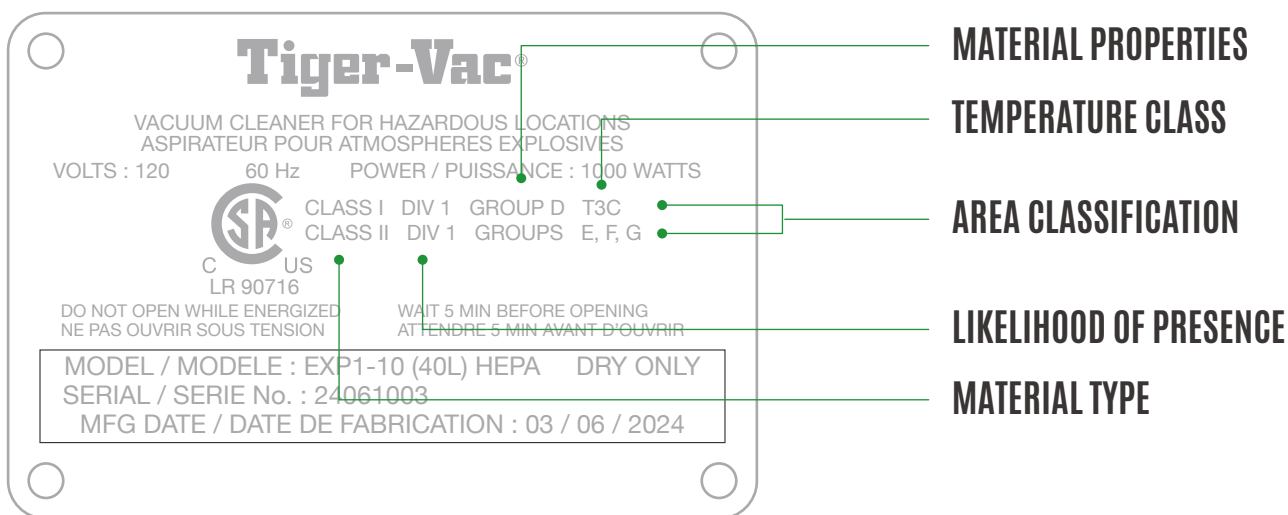 Tiger-Vac®
VACUUM CLEANER FOR HAZARDOUS LOCATIONS
ASPIRATEUR POUR ATMOSPHERES EXPLOSIVES
VOLTS : 120 60 Hz POWER / PUISSANCE : 1000 WATTS
CSA ® CLASS I DIV 1 GROUP D T3C
CLASS II DIV 1 GROUPS E, F, G
C US
LR 90716
DO NOT OPEN WHILE ENERGIZED WAIT 5 MIN BEFORE OPENING
NE PAS OUVRIR SOUS TENSION ATTENDRE 5 MIN AVANT D'OUVRIR
MODEL / MODELE : EXP1-10 (40L) HEPA DRY ONLY
SERIAL / SERIE No. : 24061003
MFG DATE / DATE DE FABRICATION : 03 / 06 / 2024
MATERIAL PROPERTIES
TEMPERATURE CLASS
AREA CLASSIFICATION
LIKELIHOOD OF PRESENCE
MATERIAL TYPE